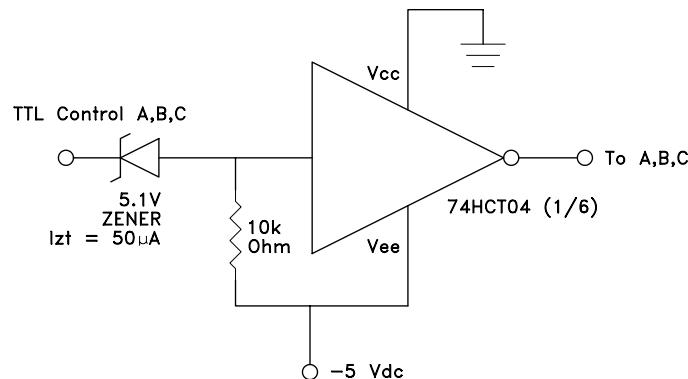 Vcc
TTL Control A,B,C
To A,B,C
5.1V
ZENER
Izt = 50μA
10k
Ohm
74HCT04 (1/6)
Vee
-5 Vdc